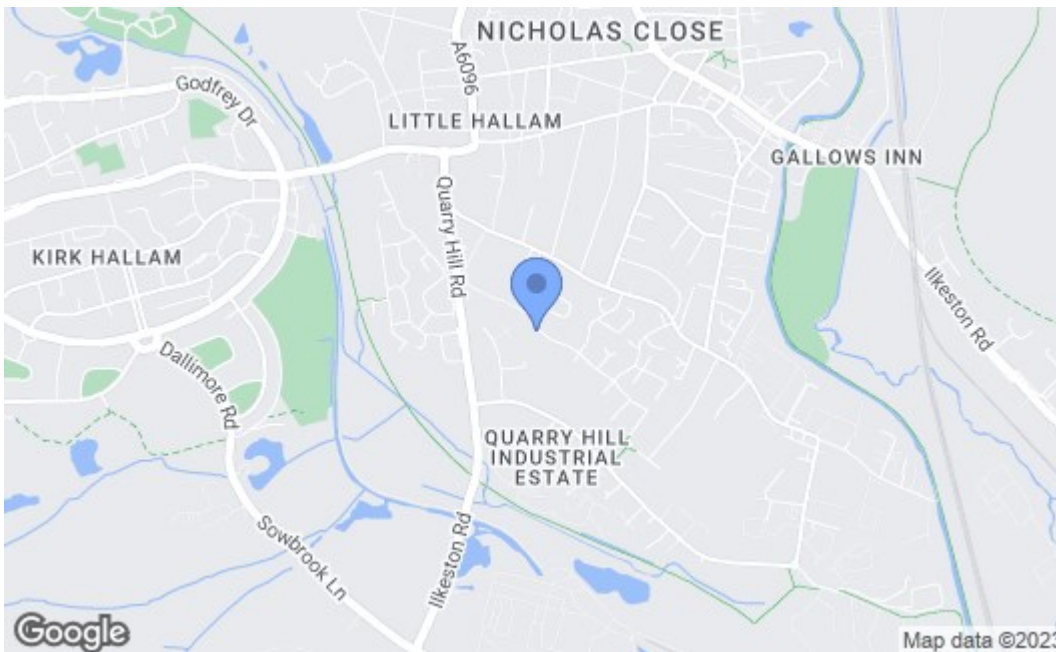 NICHOLAS CLOSE
A6096
Godfrey Dr
LITTLE HALLAM
GALLOWS INN
Quarry Hill Rd
KIRK HALLAM
Ilkeston Rd
Dallimore Rd
QUARRY HILL
INDUSTRIAL
ESTATE
Sowbrook Ln
Ilkeston Rd
Google
Map data ©2023